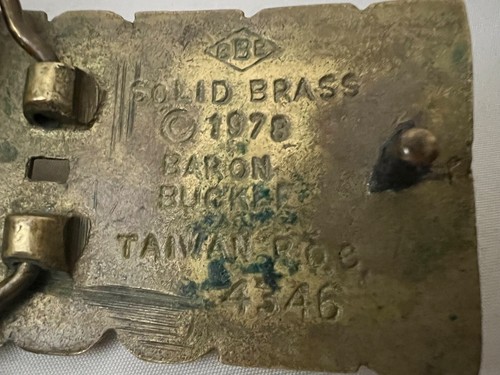 BBB
SOLID BRASS
© 1978
BARON
BUCKLE
TAIWAN R.O.C.
4346